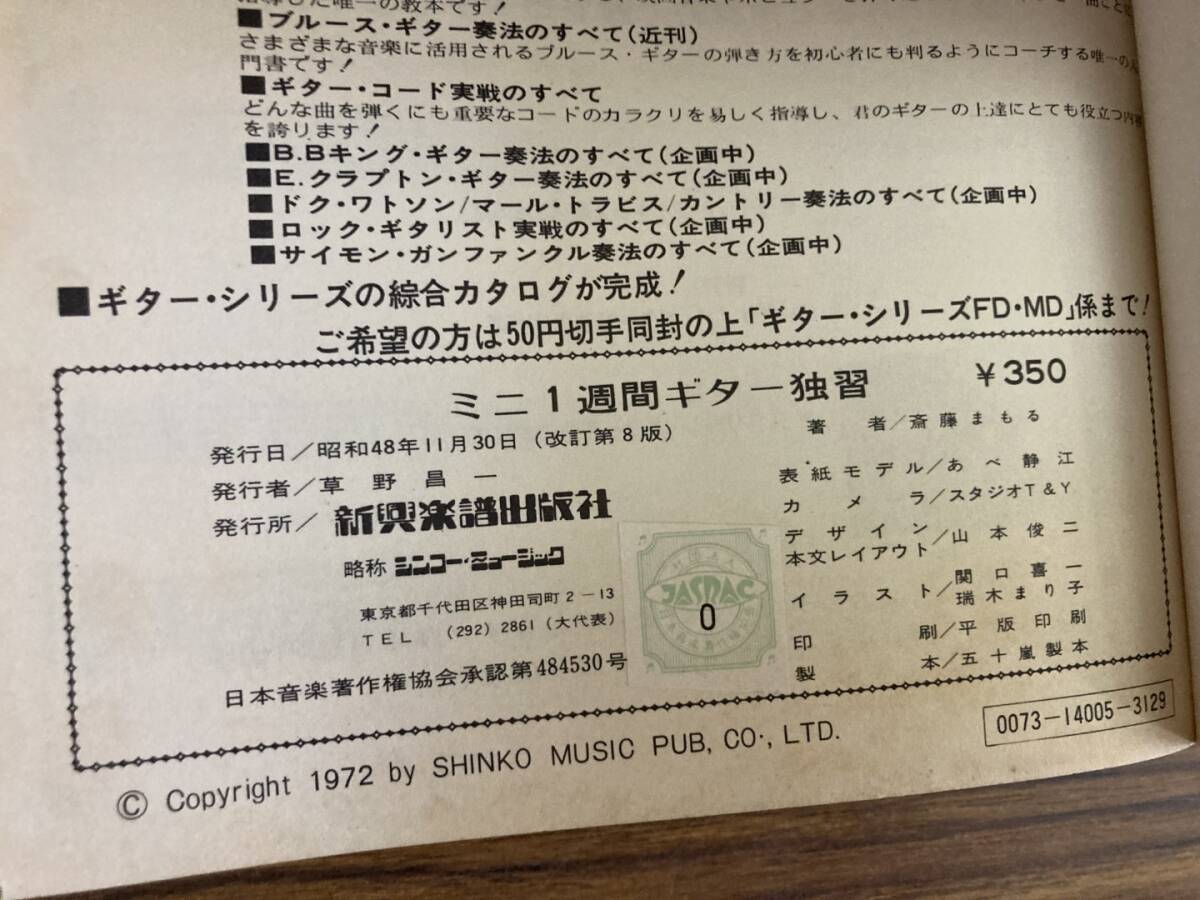 指導した唯一の教本です!
■ブルース・ギター奏法のすべて(近刊)
さまざまな音楽に活用されるブルース・ギターの弾き方を初心者にも判るようにコーチする唯一の入
門書です!
■ギター・コード実戦のすべて
どんな曲を弾くにも重要なコードのカラクリを易しく指導し、君のギターの上達にとても役立つ内容
を誇ります!
■B.Bキング・ギター奏法のすべて(企画中)
■E.クラプトン・ギター奏法のすべて(企画中)
■ドク・ワトソン/マール・トラビス/カントリー奏法のすべて(企画中)
■ロック・ギタリスト実戦のすべて(企画中)
■サイモン・ガンファンクル奏法のすべて(企画中)
■ギター・シリーズの綜合カタログが完成!
ご希望の方は50円切手同封の上「ギター・シリーズFD・MD」係まで!
ミニ1週間ギター独習 ¥350
発行日/昭和48年11月30日(改訂第8版)
発行者/草野昌一
発行所/新興楽譜出版社
略称 シンコー・ミュージック
東京都千代田区神田司町2-13
TEL (292)2861(大代表)
日本音楽著作権協会承認第484530号
著者/斎藤まもる
表紙モデル/あべ静江
カメラ/スタジオT&Y
デザイン
本文レイアウト/山本俊二
イラスト/関口喜一
瑞木まり子
印刷/平版印刷
製本/五十嵐製本
JASRAC
0
0073-14005-3129
© Copyright 1972 by SHINKO MUSIC PUB, CO., LTD.